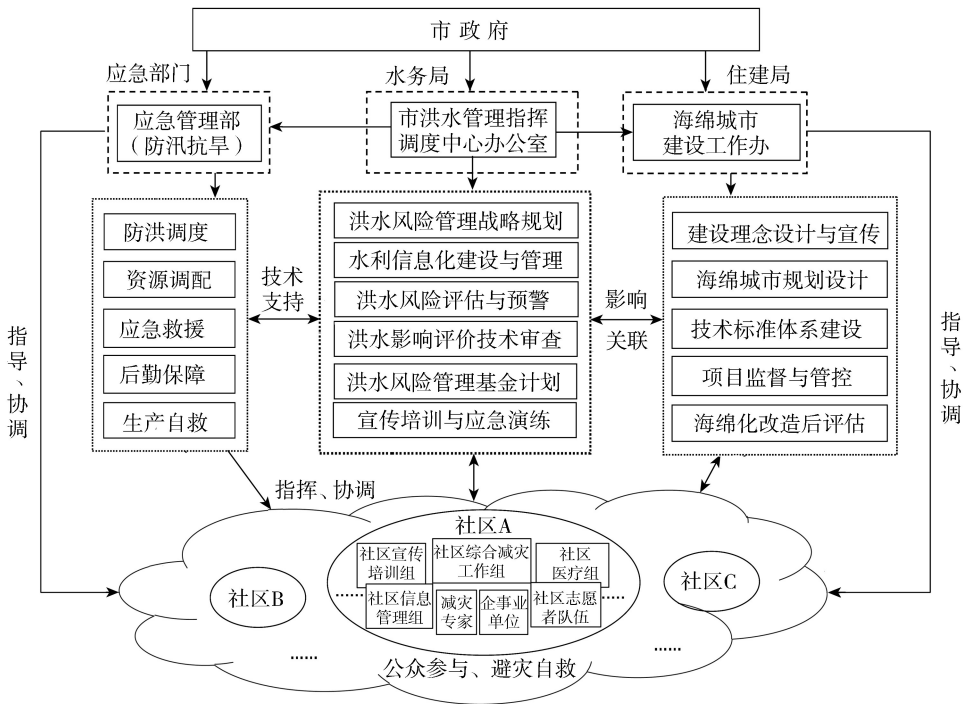 市政府
应急部门
水务局
住建局
应急管理部
（防汛抗旱）
市洪水管理指挥
调度中心办公室
海绵城市
建设工作办
防洪调度
资源调配
应急救援
后勤保障
生产自救
技术
支持
洪水风险管理战略规划
水利信息化建设与管理
洪水风险评估与预警
洪水影响评价技术审查
洪水风险管理基金计划
宣传培训与应急演练
影响
关联
建设理念设计与宣传
海绵城市规划设计
技术标准体系建设
项目监督与管控
海绵化改造后评估
指导、协调
指导、协调
指挥、协调
社区A
社区宣传
培训组
社区综合减灾
工作组
社区
医疗组
......
社区信息
管理组
减灾
专家
企事业
单位
社区志愿
者队伍
......
社区B
社区C
......
......
公众参与、避灾自救